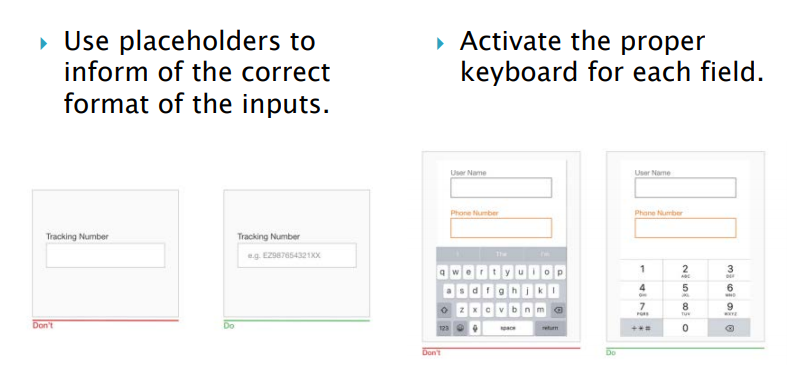 Use placeholders to
inform of the correct
format of the inputs.
Tracking Number
Don't
Tracking Number
e.g. EZ987654321XX
Do
Activate the proper
keyboard for each field.
User Name
Phone Number
I The I'm
q w e r t y u i o p
a s d f g h j k l
z x c v b n m
123 space return
Don't
User Name
Phone Number
1 2 3
ABC DEF
4 5 6
GHI JKL MNO
7 8 9
PQRS TUV WXYZ
+*# 0
Do